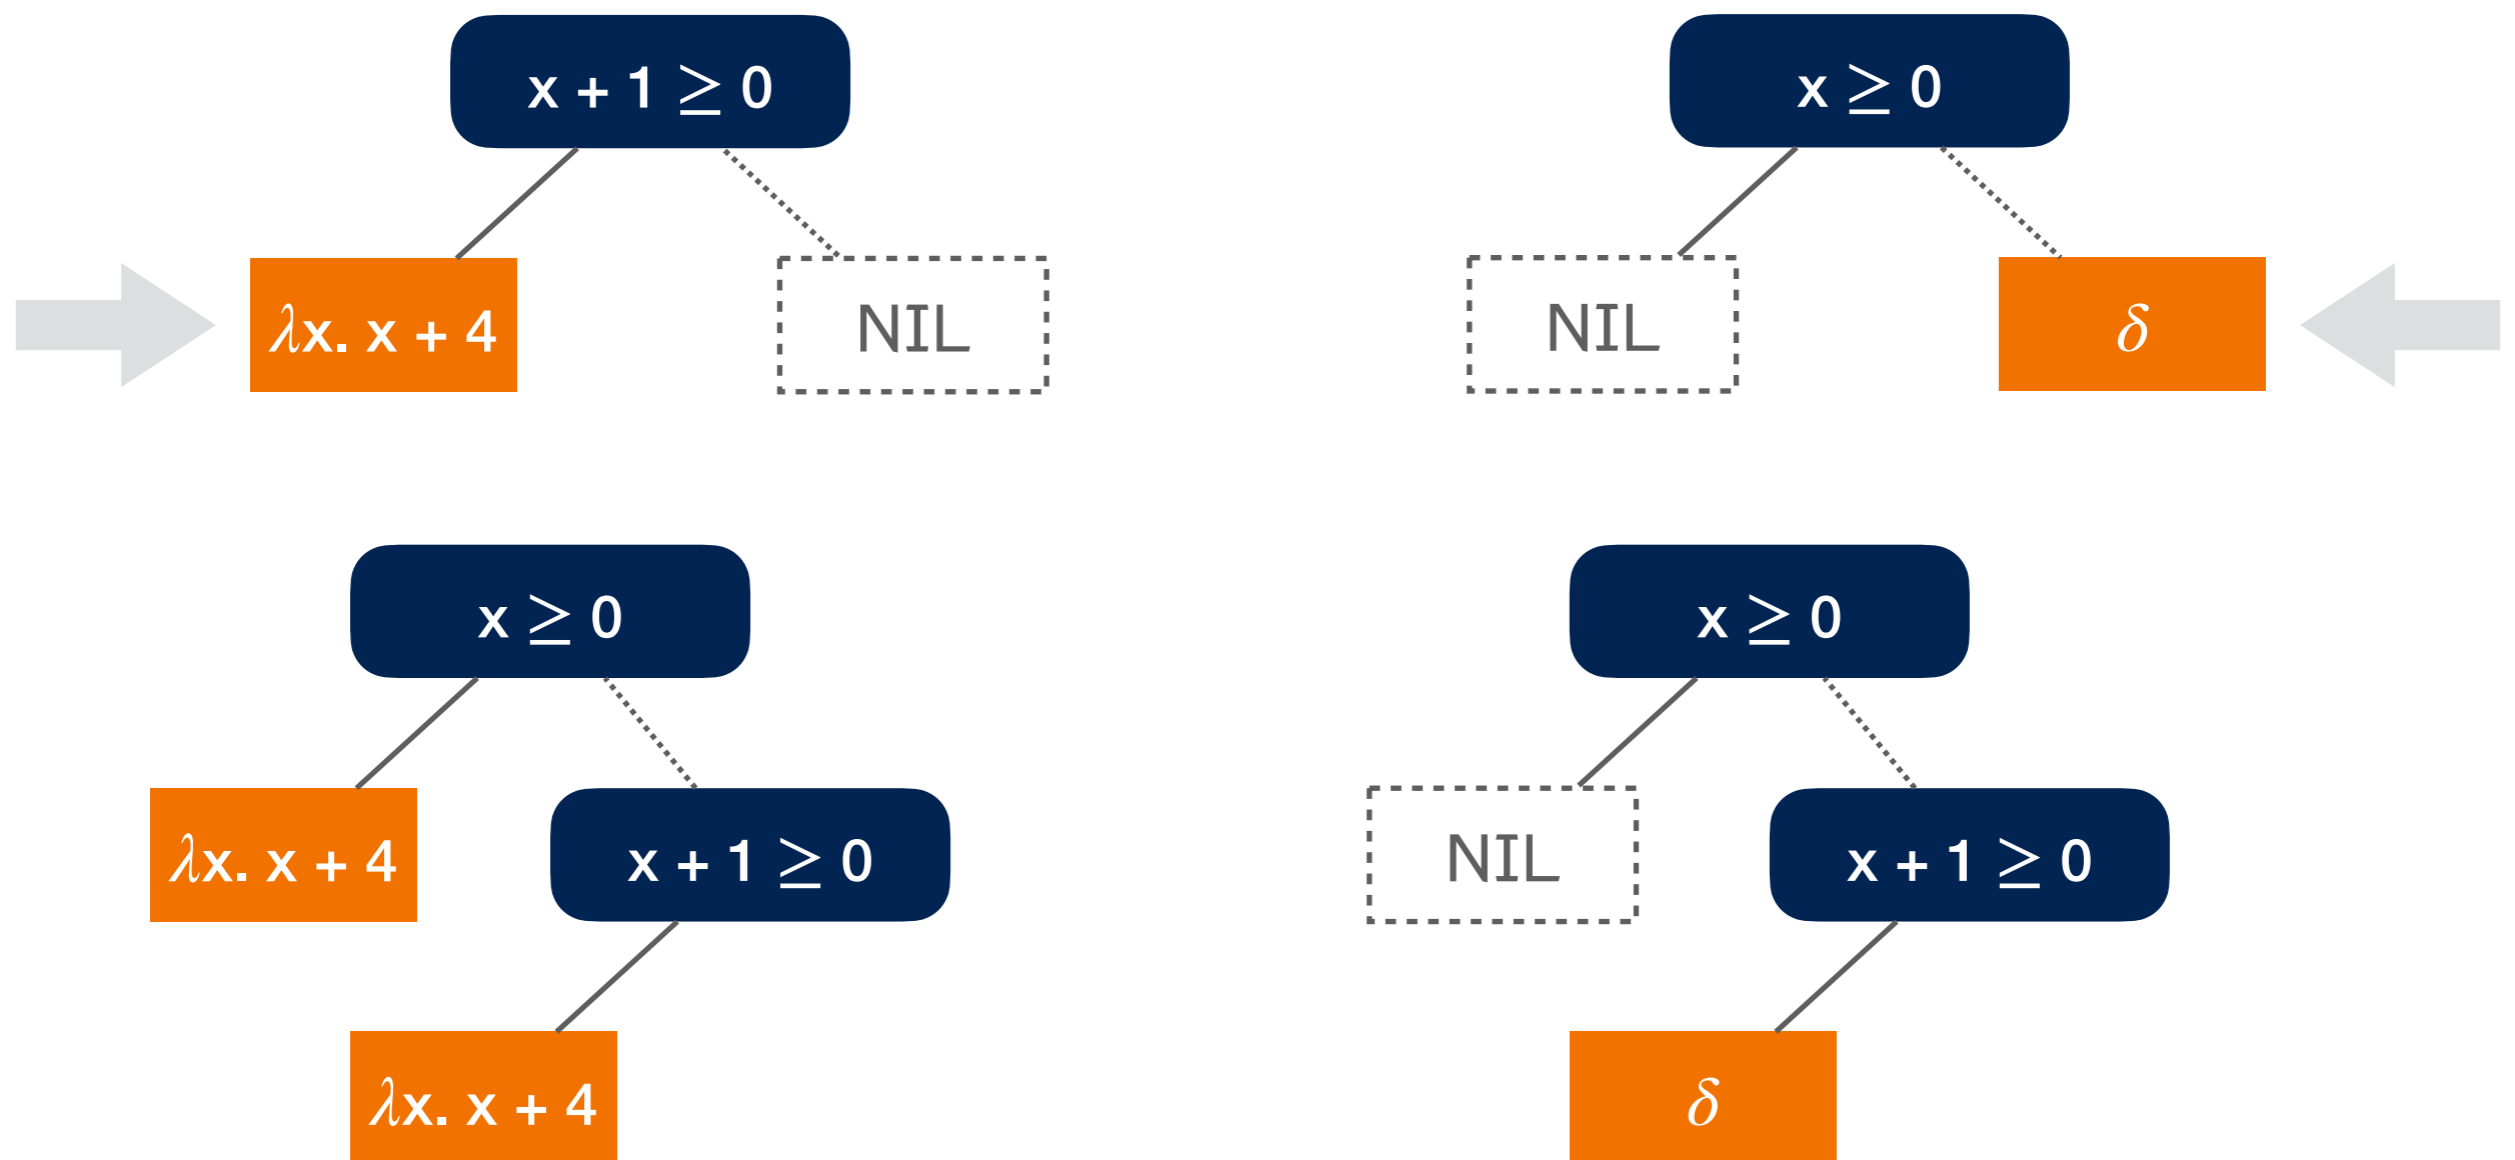 x + 1 ≥ 0
x ≥ 0
λx. x + 4
NIL
NIL
δ
x ≥ 0
x ≥ 0
λx. x + 4
x + 1 ≥ 0
NIL
x + 1 ≥ 0
λx. x + 4
δ